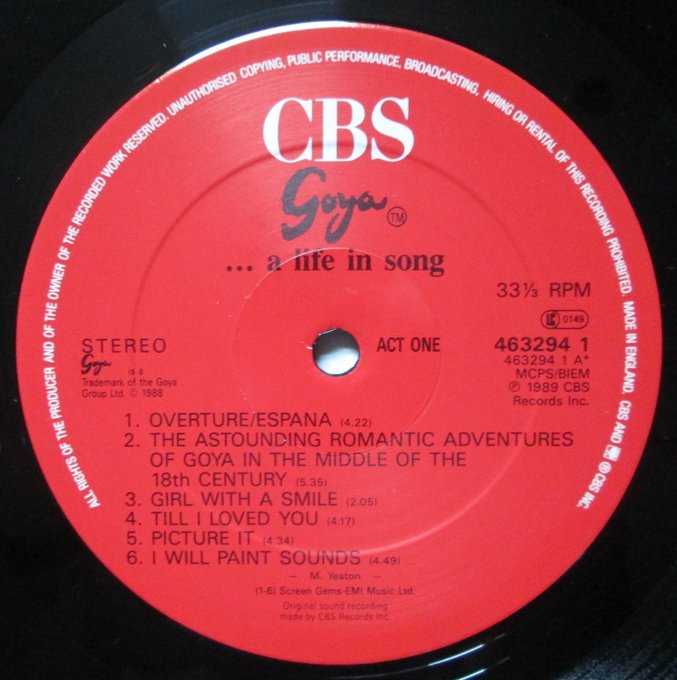 ALL RIGHTS OF THE PRODUCER AND OF THE OWNER OF THE RECORDED WORK RESERVED. UNAUTHORISED COPYING, PUBLIC PERFORMANCE, BROADCASTING, HIRING OR RENTAL OF THIS RECORDING PROHIBITED. MADE IN ENGLAND. CBS AND ® CBS INC.
CBS
Goya TM
... a life in song
33⅓ RPM
LC 0149
STEREO
ACT ONE
463294 1
463294 1 A*
MCPS/BIEM
℗ 1989 CBS
Records Inc.
Goya is a
Trademark of the Goya
Group Ltd. © 1988
1. OVERTURE/ESPANA (4.22)
2. THE ASTOUNDING ROMANTIC ADVENTURES
OF GOYA IN THE MIDDLE OF THE
18th CENTURY (5.35)
3. GIRL WITH A SMILE (2.05)
4. TILL I LOVED YOU (4.17)
5. PICTURE IT (4.34)
6. I WILL PAINT SOUNDS (4.49)
– M. Yeston –
(1-6) Screen Gems-EMI Music Ltd.
Original sound recording
made by CBS Records Inc.